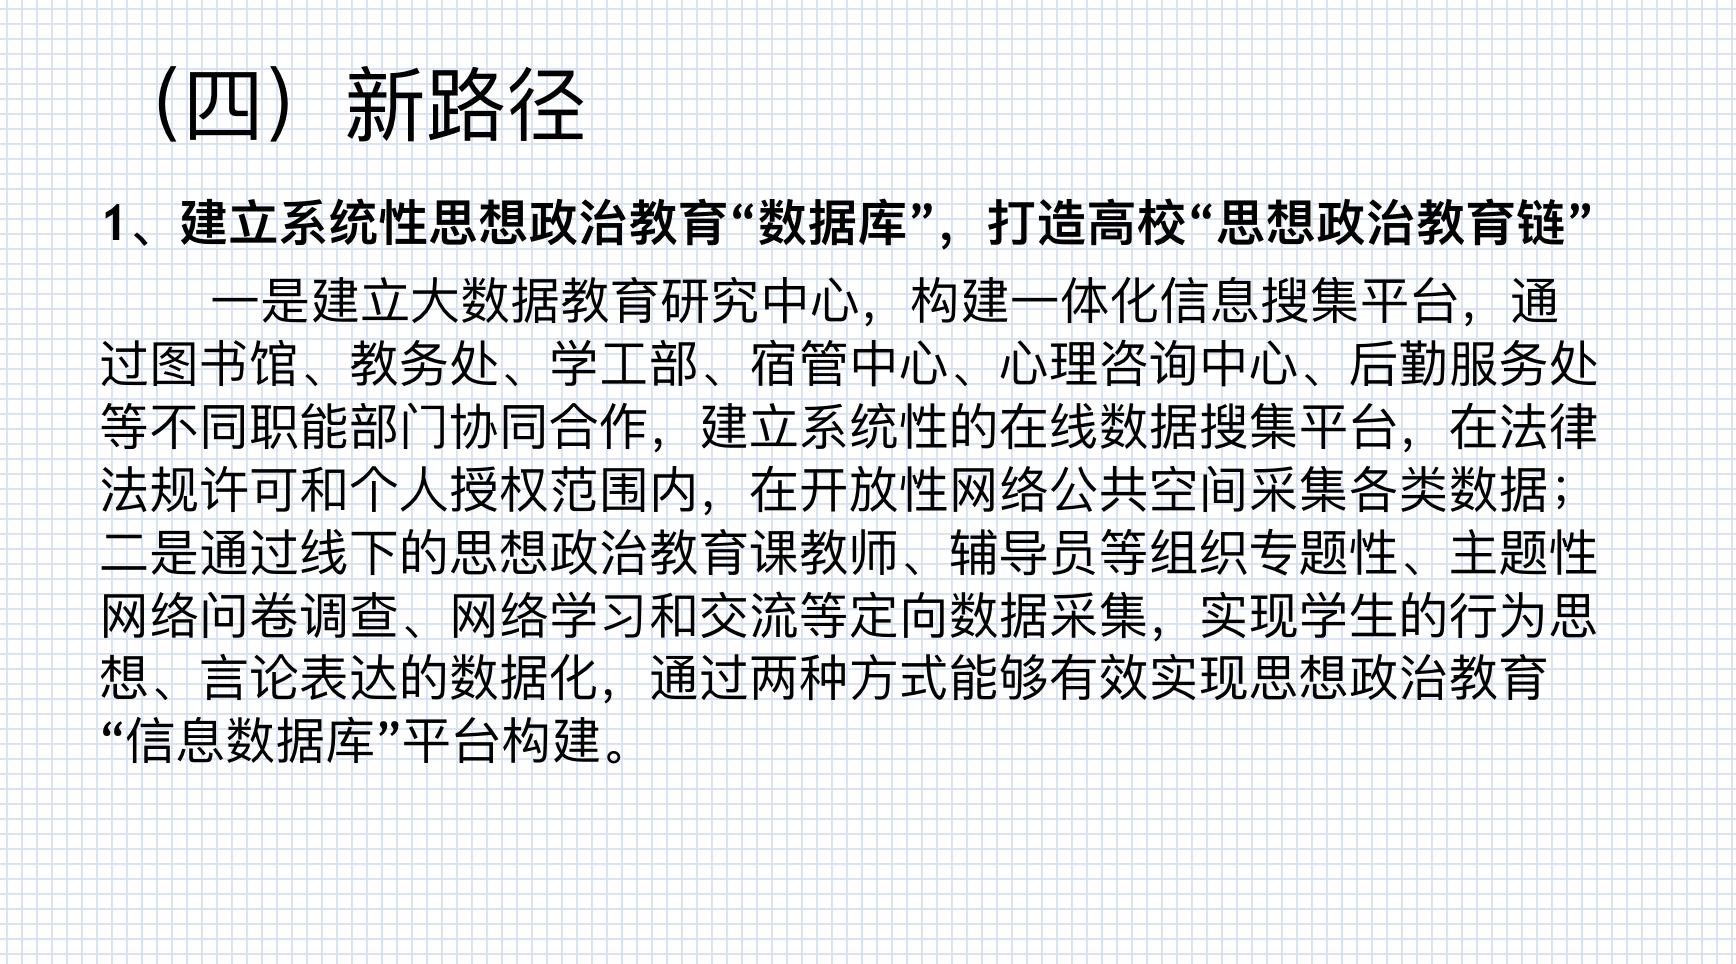 （四）新路径
1、建立系统性思想政治教育“数据库”，打造高校“思想政治教育链”
一是建立大数据教育研究中心，构建一体化信息搜集平台，通
过图书馆、教务处、学工部、宿管中心、心理咨询中心、后勤服务处
等不同职能部门协同合作，建立系统性的在线数据搜集平台，在法律
法规许可和个人授权范围内，在开放性网络公共空间采集各类数据；
二是通过线下的思想政治教育课教师、辅导员等组织专题性、主题性
网络问卷调查、网络学习和交流等定向数据采集，实现学生的行为思
想、言论表达的数据化，通过两种方式能够有效实现思想政治教育
“信息数据库”平台构建。